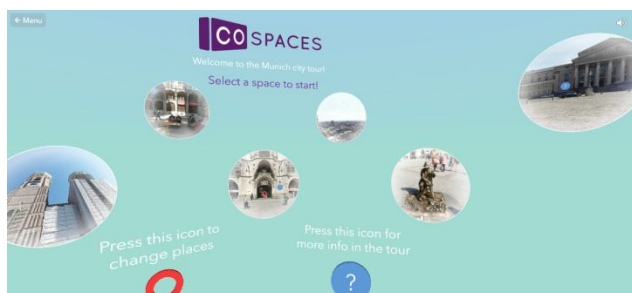 ← Menu
CO SPACES
Welcome to the Munich city tour!
Select a space to start!
Press this icon to
change places
Press this icon for
more info in the tour
?